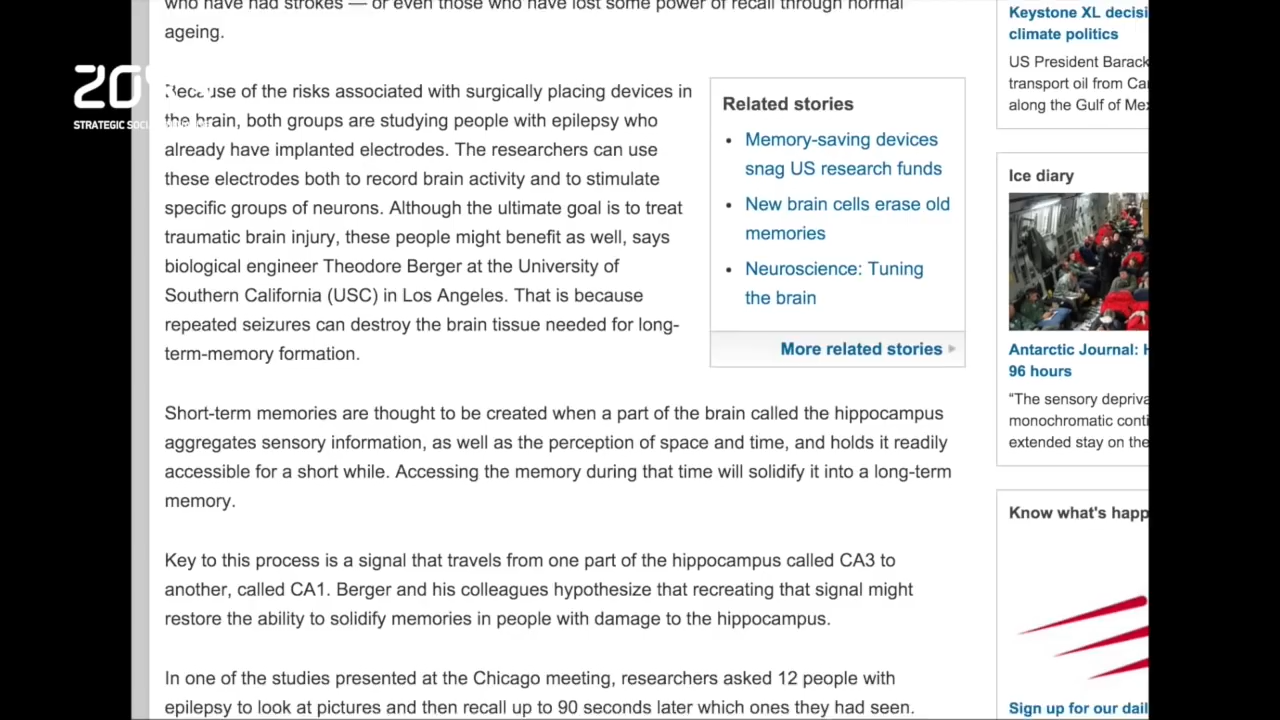 who have had strokes — or even those who have lost some power of recall through normal
ageing.
Because of the risks associated with surgically placing devices in
the brain, both groups are studying people with epilepsy who
already have implanted electrodes. The researchers can use
these electrodes both to record brain activity and to stimulate
specific groups of neurons. Although the ultimate goal is to treat
traumatic brain injury, these people might benefit as well, says
biological engineer Theodore Berger at the University of
Southern California (USC) in Los Angeles. That is because
repeated seizures can destroy the brain tissue needed for long-
term-memory formation.
Short-term memories are thought to be created when a part of the brain called the hippocampus
aggregates sensory information, as well as the perception of space and time, and holds it readily
accessible for a short while. Accessing the memory during that time will solidify it into a long-term
memory.
Key to this process is a signal that travels from one part of the hippocampus called CA3 to
another, called CA1. Berger and his colleagues hypothesize that recreating that signal might
restore the ability to solidify memories in people with damage to the hippocampus.
In one of the studies presented at the Chicago meeting, researchers asked 12 people with
epilepsy to look at pictures and then recall up to 90 seconds later which ones they had seen.
Related stories
• Memory-saving devices
snag US research funds
• New brain cells erase old
memories
• Neuroscience: Tuning
the brain
More related stories
Keystone XL decisi
climate politics
US President Barack
transport oil from Ca
along the Gulf of Me
Ice diary
Antarctic Journal: H
96 hours
"The sensory depriva
monochromatic conti
extended stay on the
Know what's happ
Sign up for our dail
20
STRATEGIC SOCI